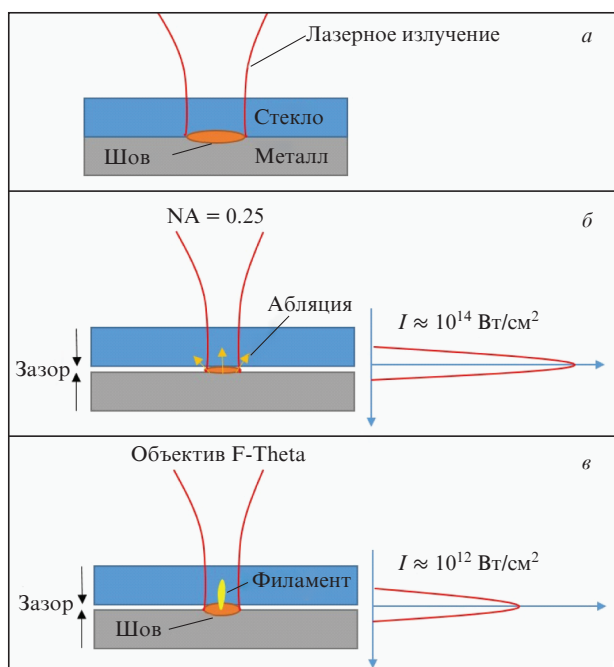 Лазерное излучение
а
Стекло
Шов
Металл
NA = 0.25
б
Абляция
I ≈ 10¹⁴ Вт/см²
Зазор
Объектив F-Theta
в
I ≈ 10¹² Вт/см²
Филамент
Зазор
Шов